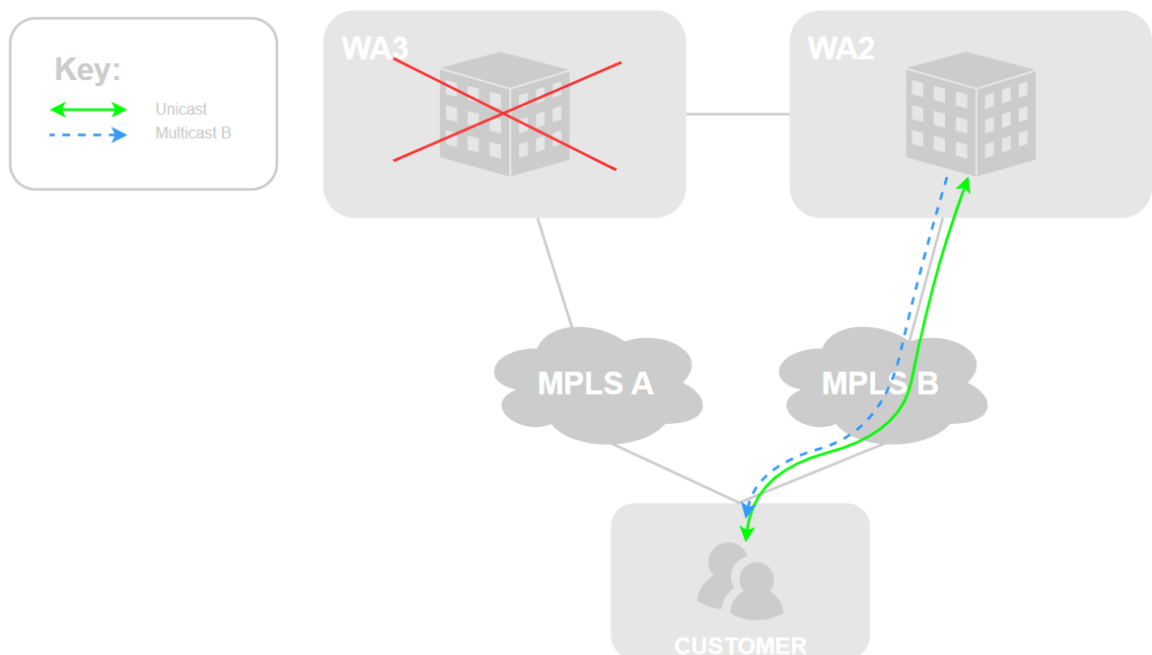 Key:
Unicast
Multicast B
WA3
WA2
MPLS A
MPLS B
CUSTOMER